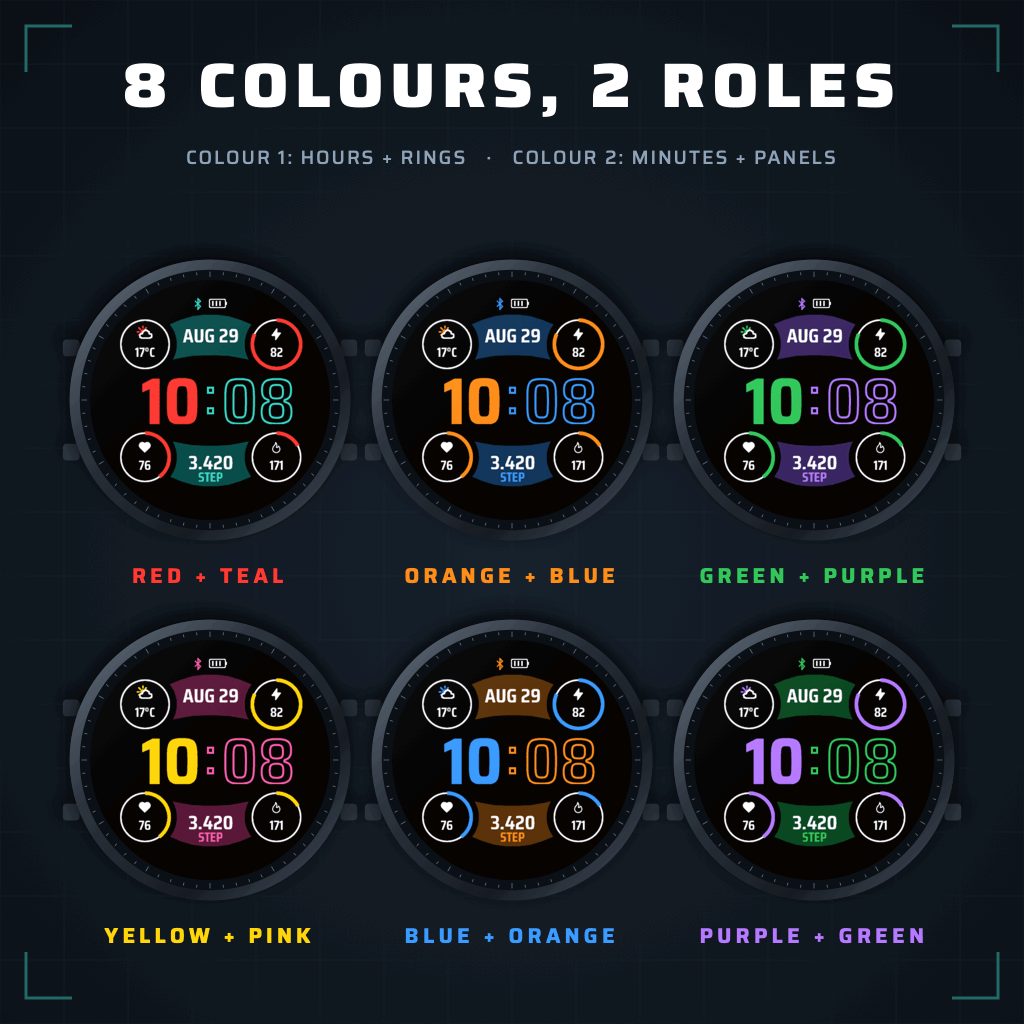 8 COLOURS, 2 ROLES
COLOUR 1: HOURS + RINGS · COLOUR 2: MINUTES + PANELS
17°C AUG 29 82
10:08
76 3.420 171
STEP
17°C AUG 29 82
10:08
76 3.420 171
STEP
17°C AUG 29 82
10:08
76 3.420 171
STEP
RED + TEAL
ORANGE + BLUE
GREEN + PURPLE
17°C AUG 29 82
10:08
76 3.420 171
STEP
17°C AUG 29 82
10:08
76 3.420 171
STEP
17°C AUG 29 82
10:08
76 3.420 171
STEP
YELLOW + PINK
BLUE + ORANGE
PURPLE + GREEN